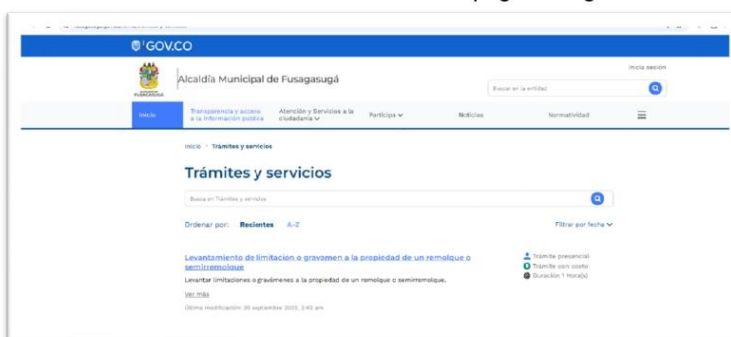 GOV.CO
Inicia sesión
Alcaldía Municipal de Fusagasugá
Buscar en la entidad
FUSAGASUGÁ
Inicio
Transparencia y acceso a la información pública
Atención y Servicios a la ciudadanía
Participa
Noticias
Normatividad
Inicio > Trámites y servicios
Trámites y servicios
Busca en Trámites y servicios
Ordenar por: Recientes A-Z
Filtrar por fecha
Levantamiento de limitación o gravamen a la propiedad de un remolque o
semirremolque
Levantar limitaciones o gravámenes a la propiedad de un remolque o semirremolque.
Ver más
Trámite presencial
Trámite con costo
Duración 1 Hora(s)